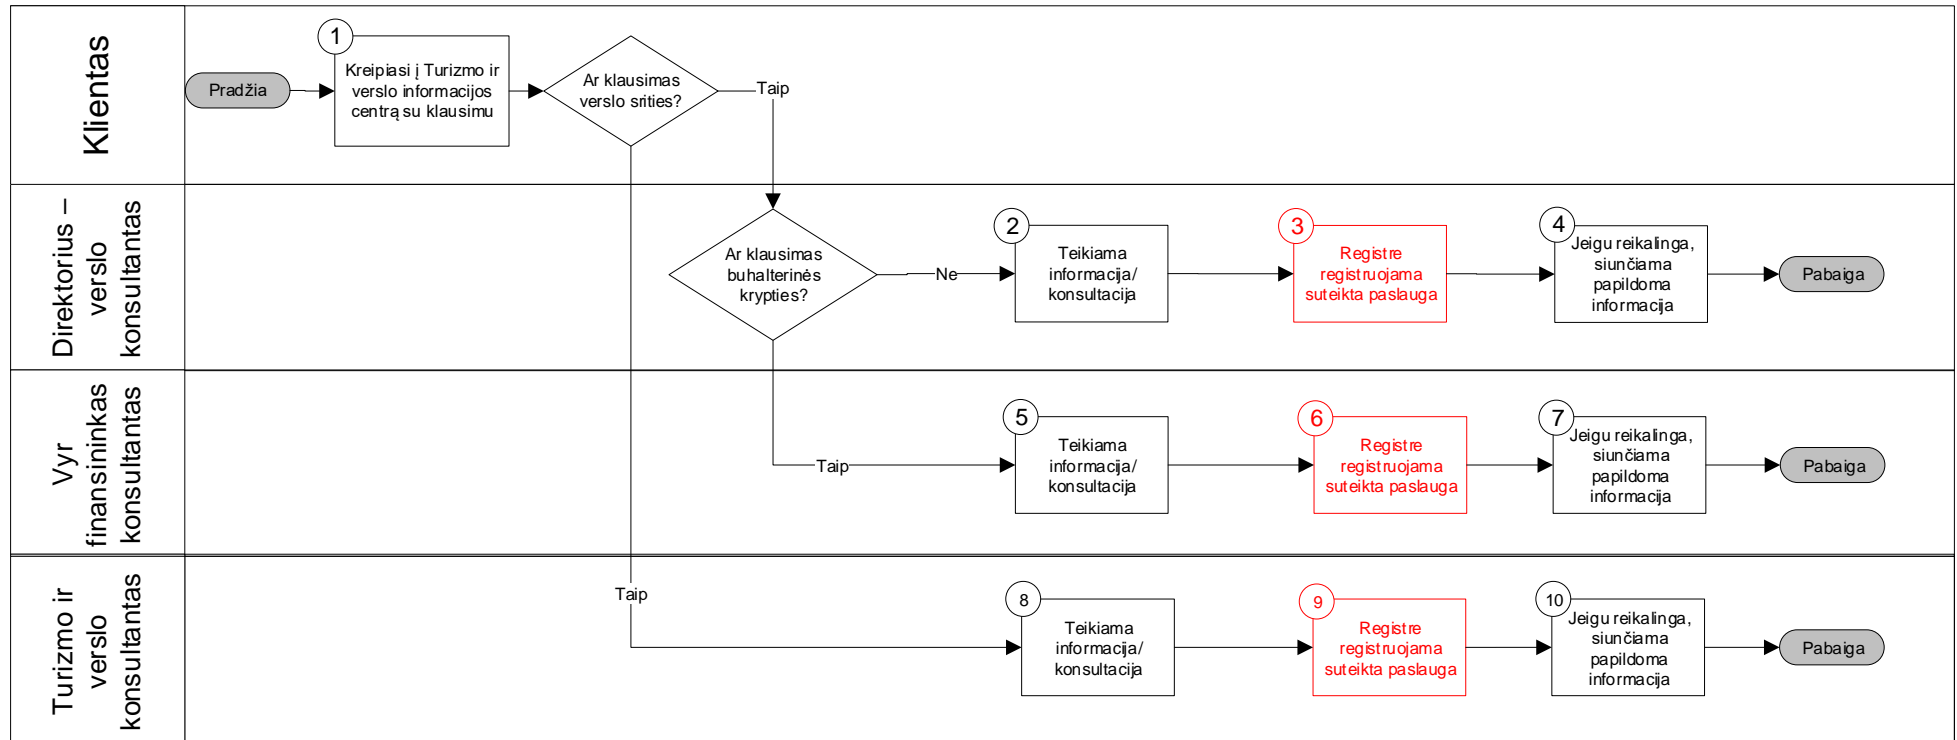 Klientas
Pradžia
1
Kreipiasi į Turizmo ir
verslo informacijos
centrą su klausimu
Ar klausimas
verslo srities?
Taip
Direktorius –
verslo
konsultantas
Ar klausimas
buhalterinės
krypties?
Ne
2
Teikiama
informacija/
konsultacija
3
Registre
registruojama
suteikta paslauga
4
Jeigu reikalinga,
siunčiama
papildoma
informacija
Pabaiga
Vyr
finansininkas
konsultantas
Taip
5
Teikiama
informacija/
konsultacija
6
Registre
registruojama
suteikta paslauga
7
Jeigu reikalinga,
siunčiama
papildoma
informacija
Pabaiga
Turizmo ir
verslo
konsultantas
Taip
8
Teikiama
informacija/
konsultacija
9
Registre
registruojama
suteikta paslauga
10
Jeigu reikalinga,
siunčiama
papildoma
informacija
Pabaiga